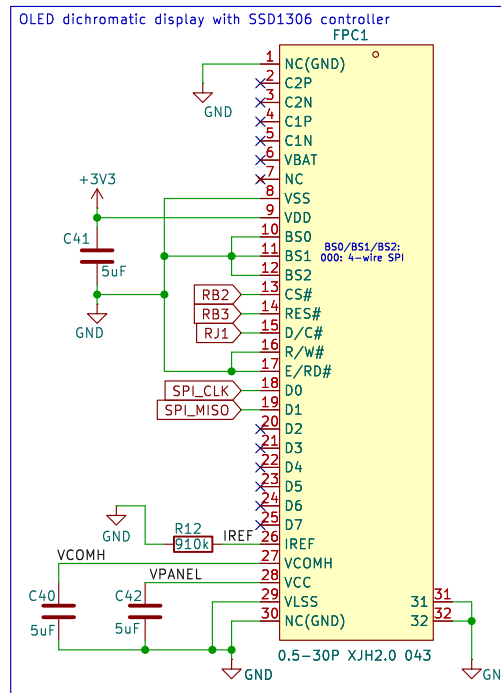 OLED dichromatic display with SSD1306 controller
FPC1
1 NC(GND)
GND
2 C2P
3 C2N
4 C1P
5 C1N
6 VBAT
7 NC
+3V3
8 VSS
9 VDD
C41
5uF
GND
10 BS0
11 BS1
12 BS2
BS0/BS1/BS2:
000: 4-wire SPI
RB2 13 CS#
RB3 14 RES#
RJ1 15 D/C#
16 R/W#
17 E/RD#
SPI_CLK 18 D0
SPI_MISO 19 D1
20 D2
21 D3
22 D4
23 D5
24 D6
25 D7
GND
R12
910k
IREF 26 IREF
VCOMH 27 VCOMH
VPANEL 28 VCC
C40
5uF
C42
5uF
29 VLSS
30 NC(GND)
31 31
32 32
GND
0.5-30P XJH2.0 043
GN